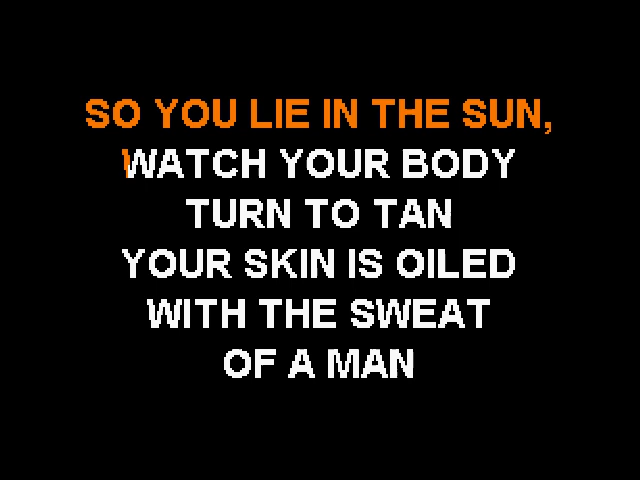 SO YOU LIE IN THE SUN,
WATCH YOUR BODY
TURN TO TAN
YOUR SKIN IS OILED
WITH THE SWEAT
OF A MAN